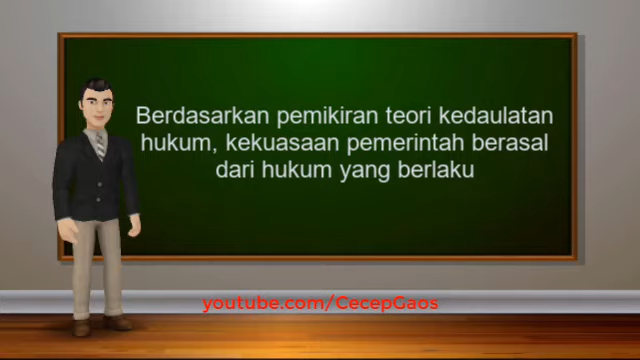 Berdasarkan pemikiran teori kedaulatan
hukum, kekuasaan pemerintah berasal
dari hukum yang berlaku
youtube.com/CecepGaos